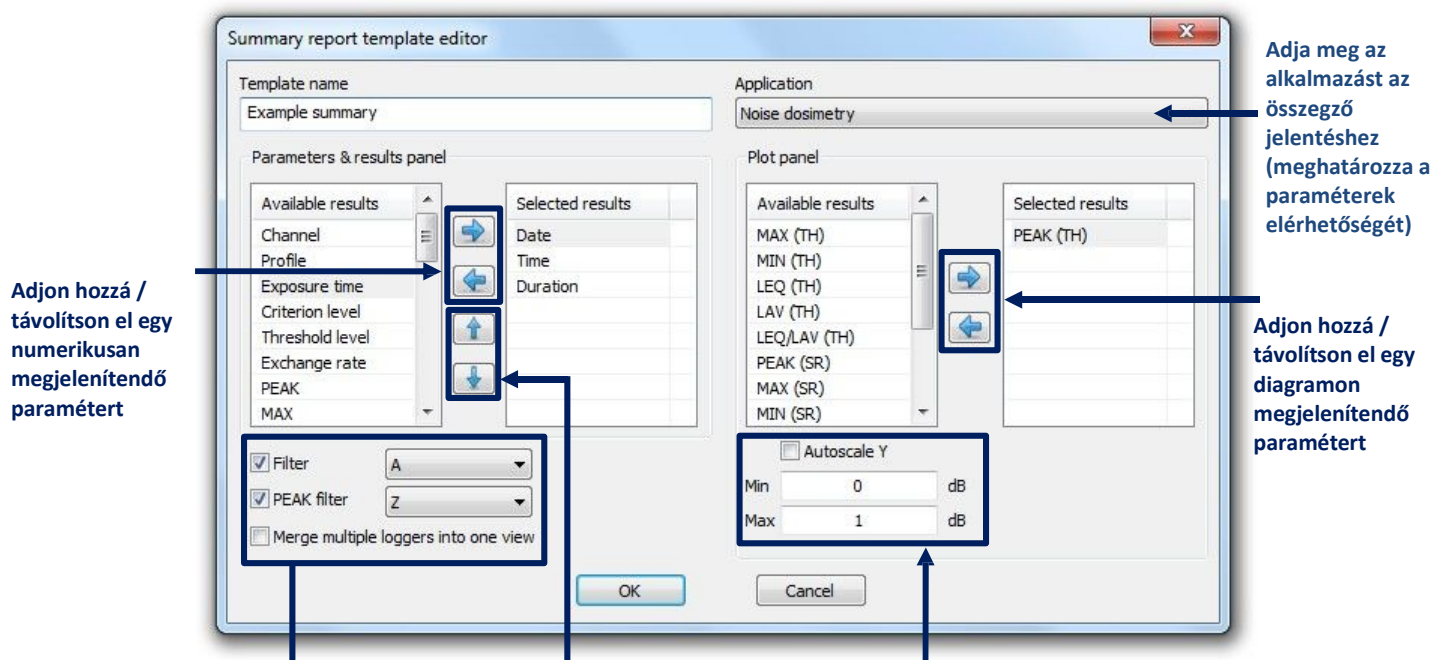 Summary report template editor
Adja meg az
alkalmazást az
összegző
jelentéshez
(meghatározza a
paraméterek
elérhetőségét)
Template name
Example summary
Application
Noise dosimetry
Parameters & results panel
Available results
Channel
Profile
Exposure time
Criterion level
Threshold level
Exchange rate
PEAK
MAX
Selected results
Date
Time
Duration
Plot panel
Available results
MAX (TH)
MIN (TH)
LEQ (TH)
LAV (TH)
LEQ/LAV (TH)
PEAK (SR)
MAX (SR)
MIN (SR)
Selected results
PEAK (TH)
Adjon hozzá /
távolítson el egy
numerikusan
megjelenítendő
paramétert
Adjon hozzá /
távolítson el egy
diagramon
megjelenítendő
paramétert
Filter A
PEAK filter Z
Merge multiple loggers into one view
Autoscale Y
Min 0 dB
Max 1 dB
OK
Cancel